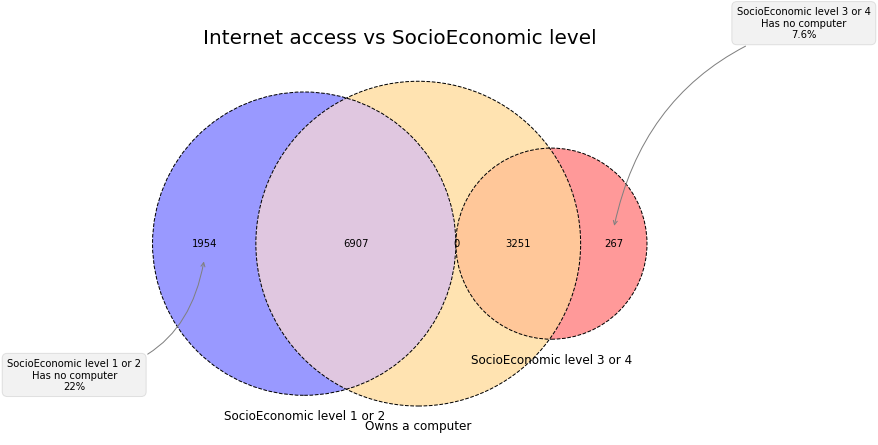 SocioEconomic level 3 or 4
Has no computer
7.6%
Internet access vs SocioEconomic level
1954
6907
0
3251
267
SocioEconomic level 1 or 2
Has no computer
22%
SocioEconomic level 3 or 4
SocioEconomic level 1 or 2
Owns a computer